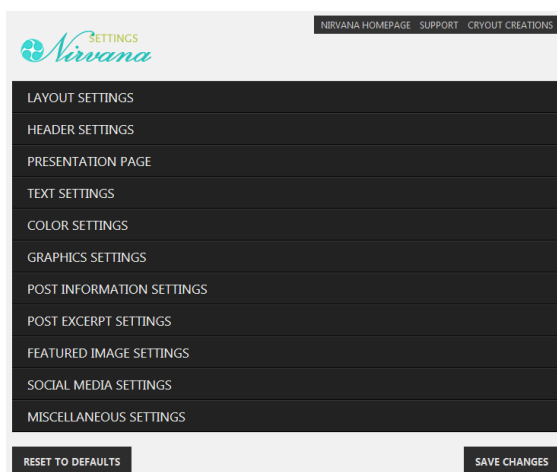 NIRVANA HOMEPAGE SUPPORT CRYOUT CREATIONS
SETTINGS
Nirvana
LAYOUT SETTINGS
HEADER SETTINGS
PRESENTATION PAGE
TEXT SETTINGS
COLOR SETTINGS
GRAPHICS SETTINGS
POST INFORMATION SETTINGS
POST EXCERPT SETTINGS
FEATURED IMAGE SETTINGS
SOCIAL MEDIA SETTINGS
MISCELLANEOUS SETTINGS
RESET TO DEFAULTS SAVE CHANGES